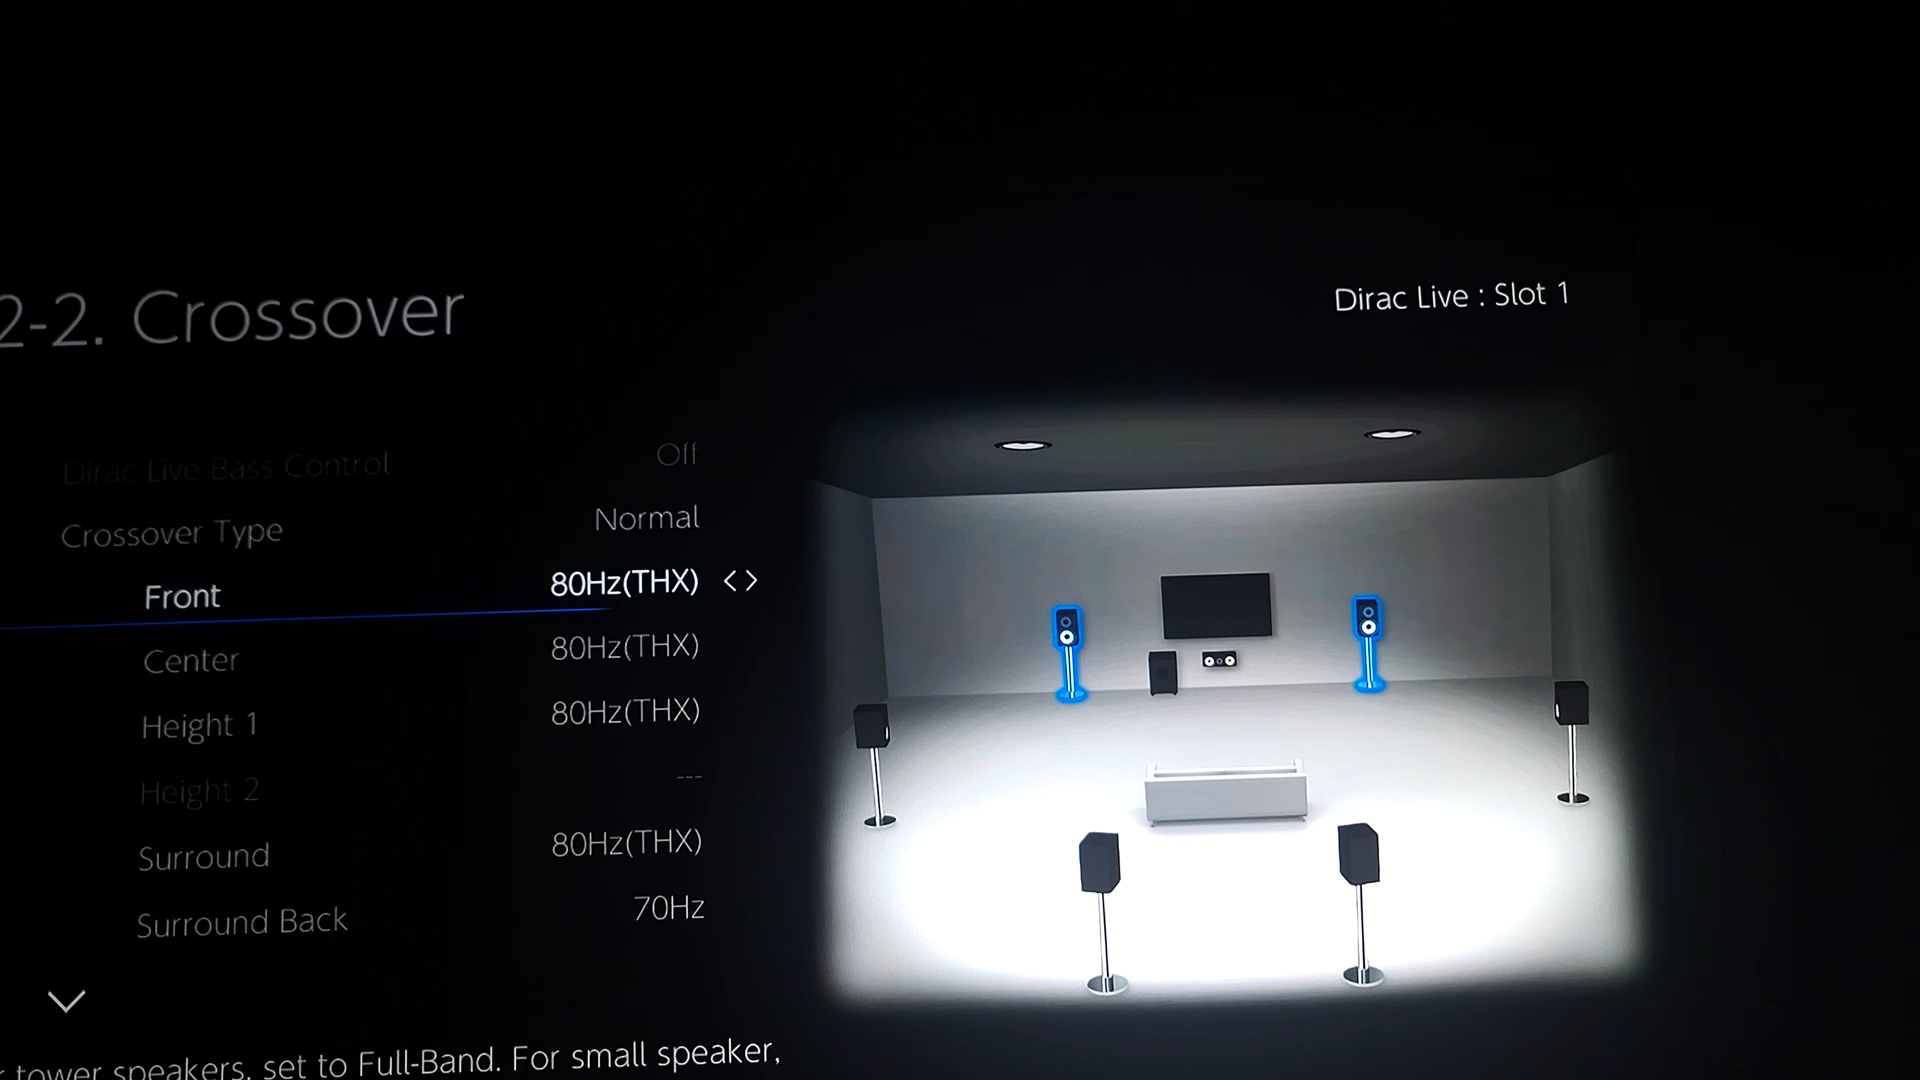 2-2. Crossover
Dirac Live : Slot 1
Dirac Live Bass Control Off
Crossover Type Normal
Front 80Hz(THX) < >
Center 80Hz(THX)
Height 1 80Hz(THX)
Height 2 ---
Surround 80Hz(THX)
Surround Back 70Hz
tower speakers, set to Full-Band. For small speaker,